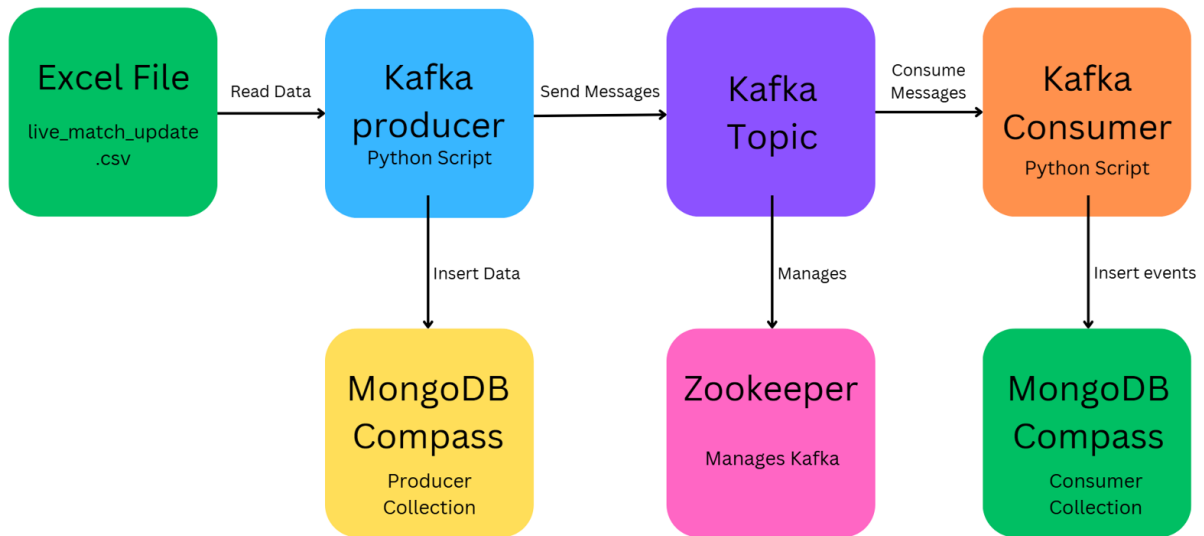 Excel File
live_match_update
.csv
Read Data
Kafka
producer
Python Script
Send Messages
Kafka
Topic
Consume
Messages
Kafka
Consumer
Python Script
Insert Data
Manages
Insert events
MongoDB
Compass
Producer
Collection
Zookeeper
Manages Kafka
MongoDB
Compass
Consumer
Collection